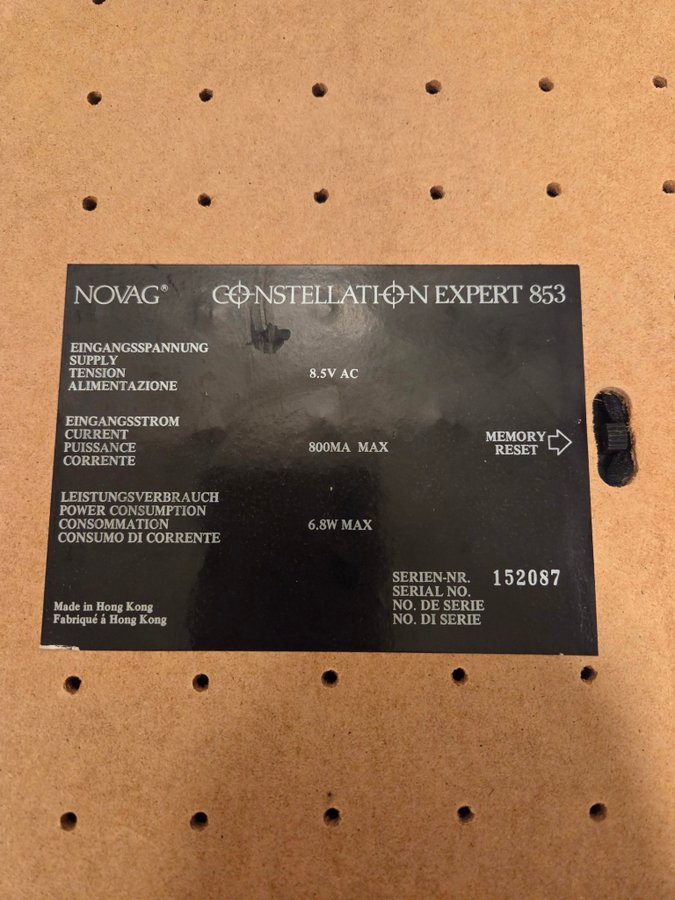 NOVAG® CONSTELLATION EXPERT 853
EINGANGSSPANNUNG
SUPPLY
TENSION 8.5V AC
ALIMENTAZIONE
EINGANGSSTROM
CURRENT
PUISSANCE 800MA MAX
CORRENTE
MEMORY
RESET
LEISTUNGSVERBRAUCH
POWER CONSUMPTION
CONSOMMATION 6.8W MAX
CONSUMO DI CORRENTE
SERIEN-NR. 152087
SERIAL NO.
NO. DE SERIE
NO. DI SERIE
Made in Hong Kong
Fabriqué á Hong Kong